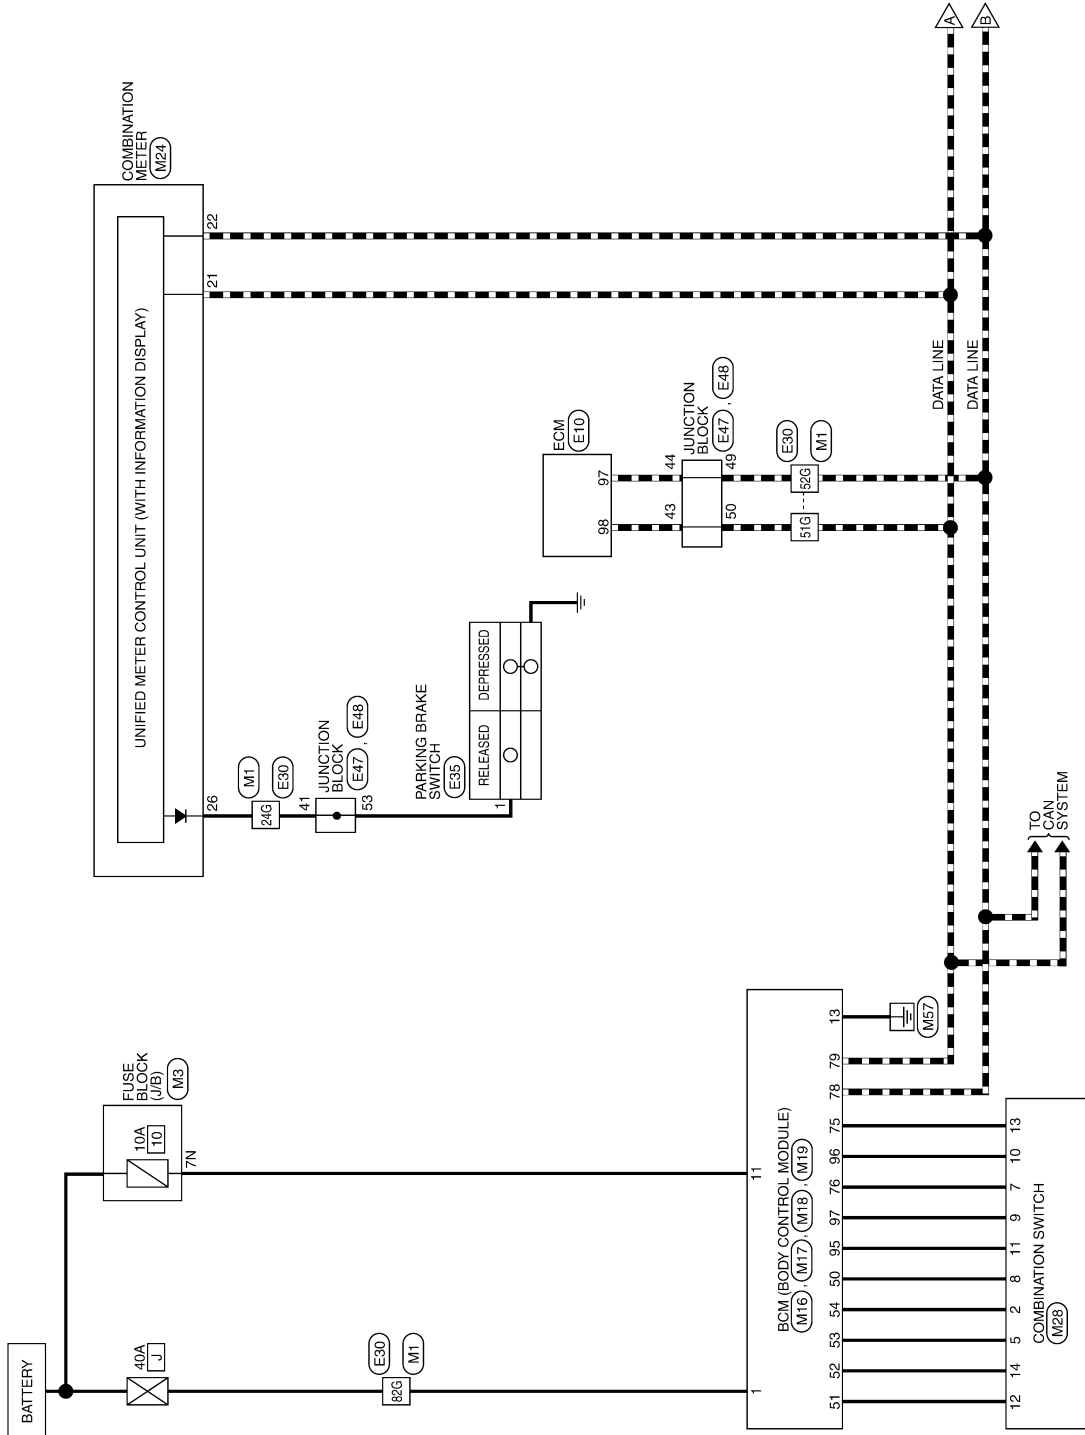 BATTERY
40A
J
E30
M1
82G
1
FUSE
BLOCK
(J/B)
M3
10A
10
7N
11
BCM (BODY CONTROL MODULE)
M16 , M17 , M18 , M19
51
52
53
54
50
95
97
76
96
75
78
79
13
M57
12
14
5
2
8
11
9
7
10
13
COMBINATION SWITCH
M28
COMBINATION
METER
M24
UNIFIED METER CONTROL UNIT (WITH INFORMATION DISPLAY)
26
21
22
M1
E30
24G
41
JUNCTION
BLOCK
E47 , E48
53
PARKING BRAKE
SWITCH
E35
1
RELEASED
DEPRESSED
ECM
E10
98
97
43
44
JUNCTION
BLOCK
E47 , E48
50
49
51G
52G
E30
M1
DATA LINE
DATA LINE
TO
CAN
SYSTEM
A
B